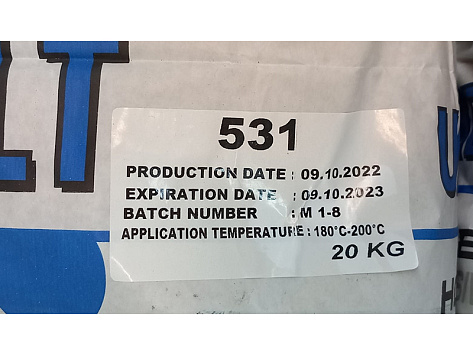 LT
531
PRODUCTION DATE : 09.10.2022
EXPIRATION DATE : 09.10.2023
BATCH NUMBER : M 1-8
APPLICATION TEMPERATURE : 180°C-200°C
20 KG